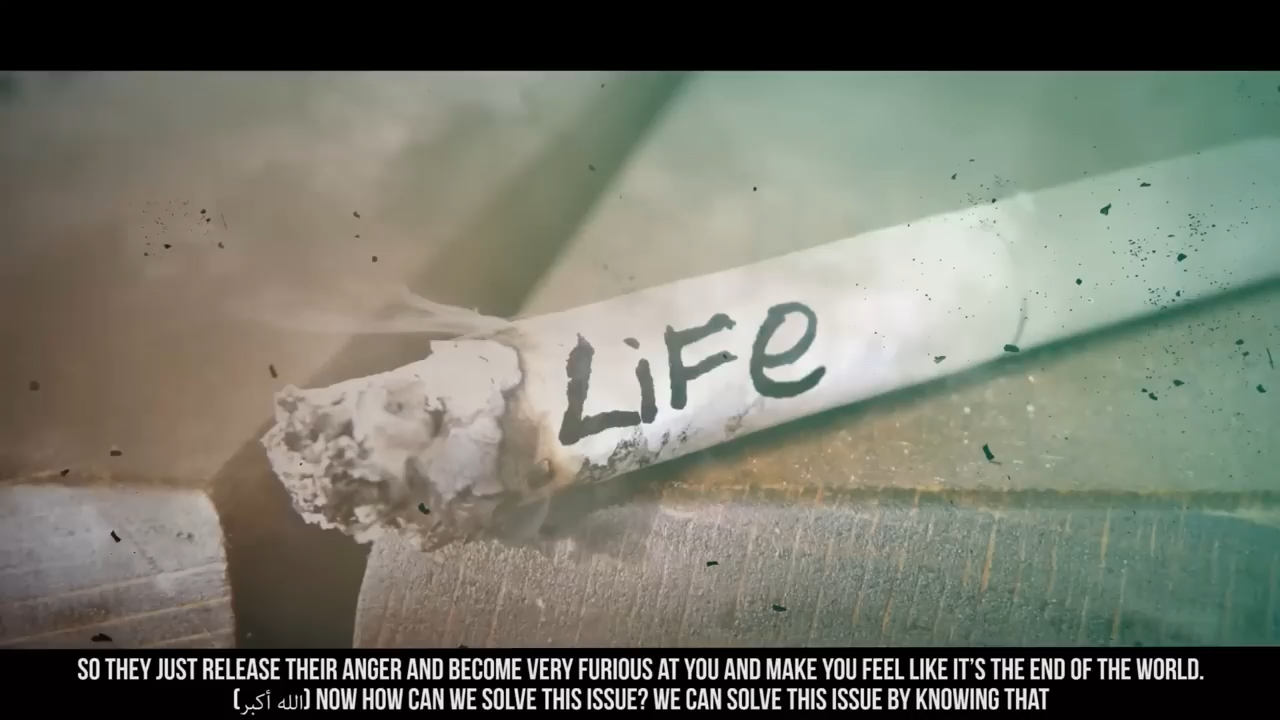 LiFe
SO THEY JUST RELEASE THEIR ANGER AND BECOME VERY FURIOUS AT YOU AND MAKE YOU FEEL LIKE IT'S THE END OF THE WORLD.
(الله أكبر) NOW HOW CAN WE SOLVE THIS ISSUE? WE CAN SOLVE THIS ISSUE BY KNOWING THAT